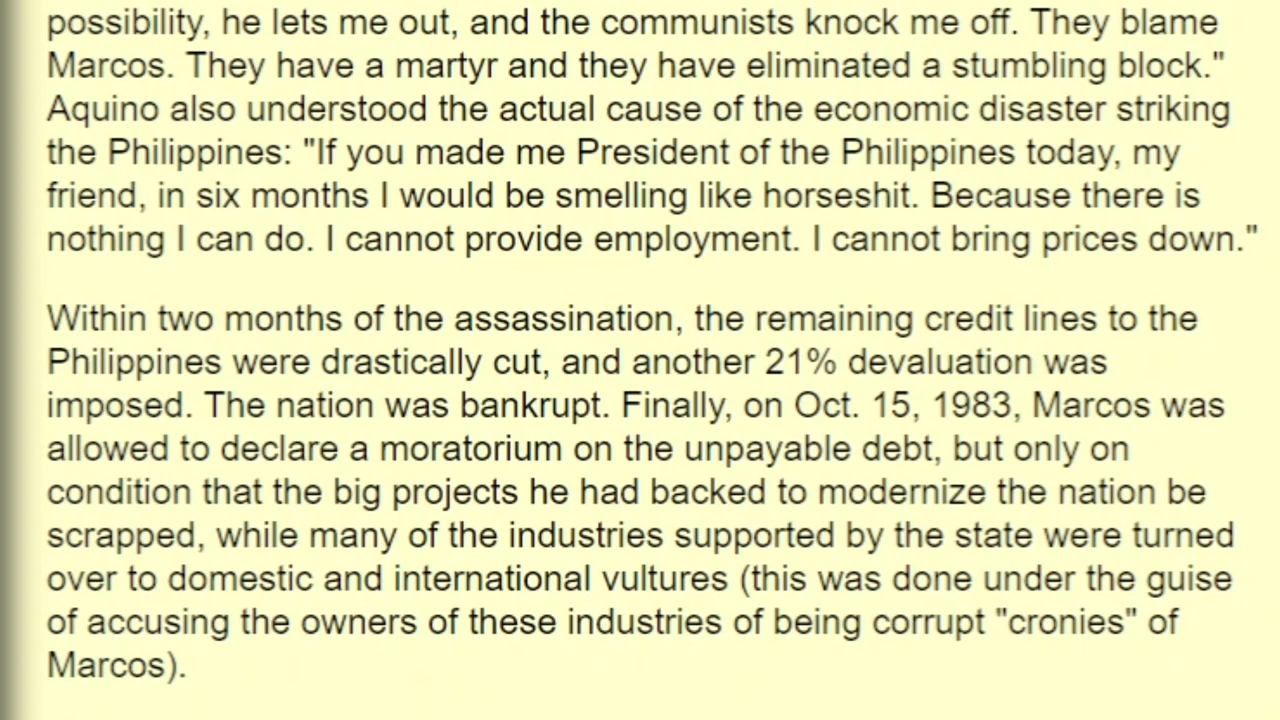 possibility, he lets me out, and the communists knock me off. They blame
Marcos. They have a martyr and they have eliminated a stumbling block."
Aquino also understood the actual cause of the economic disaster striking
the Philippines: "If you made me President of the Philippines today, my
friend, in six months I would be smelling like horseshit. Because there is
nothing I can do. I cannot provide employment. I cannot bring prices down."
Within two months of the assassination, the remaining credit lines to the
Philippines were drastically cut, and another 21% devaluation was
imposed. The nation was bankrupt. Finally, on Oct. 15, 1983, Marcos was
allowed to declare a moratorium on the unpayable debt, but only on
condition that the big projects he had backed to modernize the nation be
scrapped, while many of the industries supported by the state were turned
over to domestic and international vultures (this was done under the guise
of accusing the owners of these industries of being corrupt "cronies" of
Marcos).